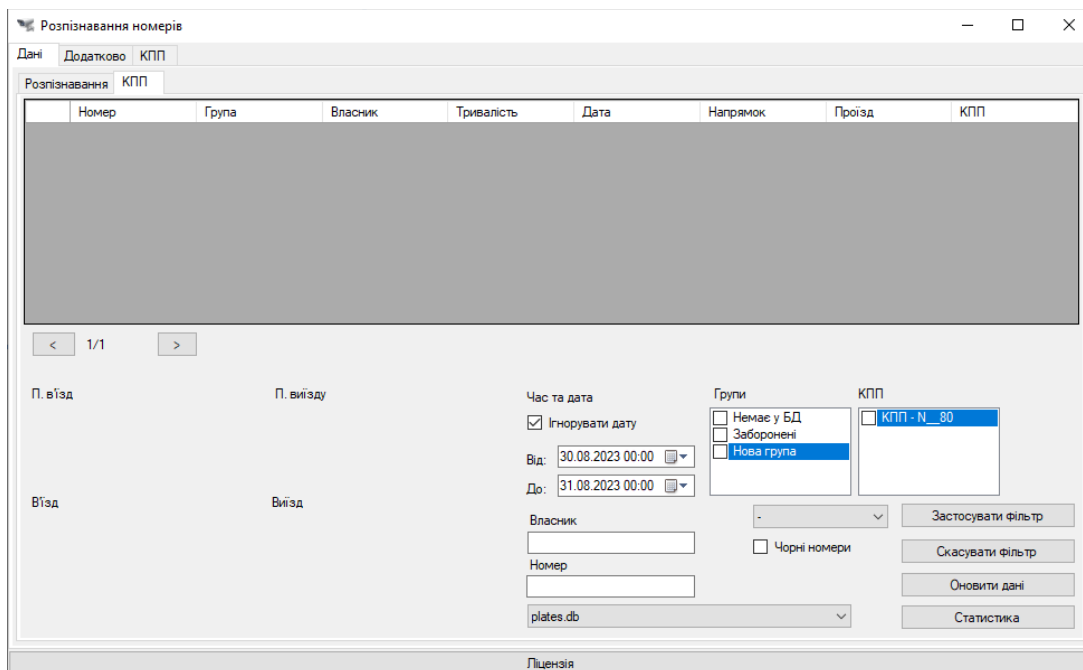 Розпізнавання номерів
Дані Додатково КПП
Розпізнавання КПП
Номер Група Власник Тривалість Дата Напрямок Проїзд КПП
< 1/1 >
П. в'їзд П. виїзду Час та дата Групи КПП
Ігнорувати дату Немає у БД КПП - N__80
Заборонені
Від: 30.08.2023 00:00 Нова група
До: 31.08.2023 00:00
В'їзд Виїзд
Власник - Застосувати фільтр
Чорні номери Скасувати фільтр
Номер
Оновити дані
plates.db Статистика
Ліцензія